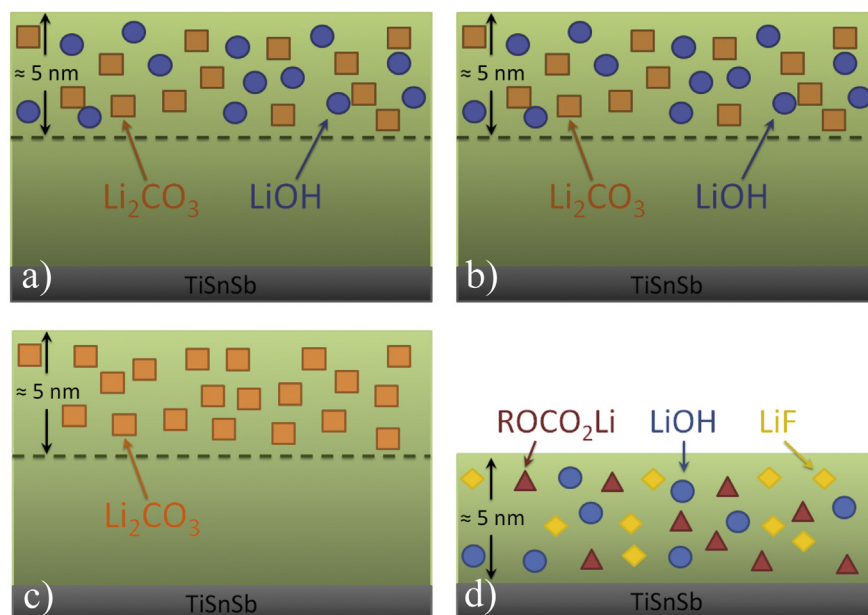 ≈ 5 nm
Li₂CO₃
LiOH
a)
TiSnSb
≈ 5 nm
Li₂CO₃
LiOH
b)
TiSnSb
≈ 5 nm
Li₂CO₃
c)
TiSnSb
ROCO₂Li
LiOH
LiF
≈ 5 nm
d)
TiSnSb